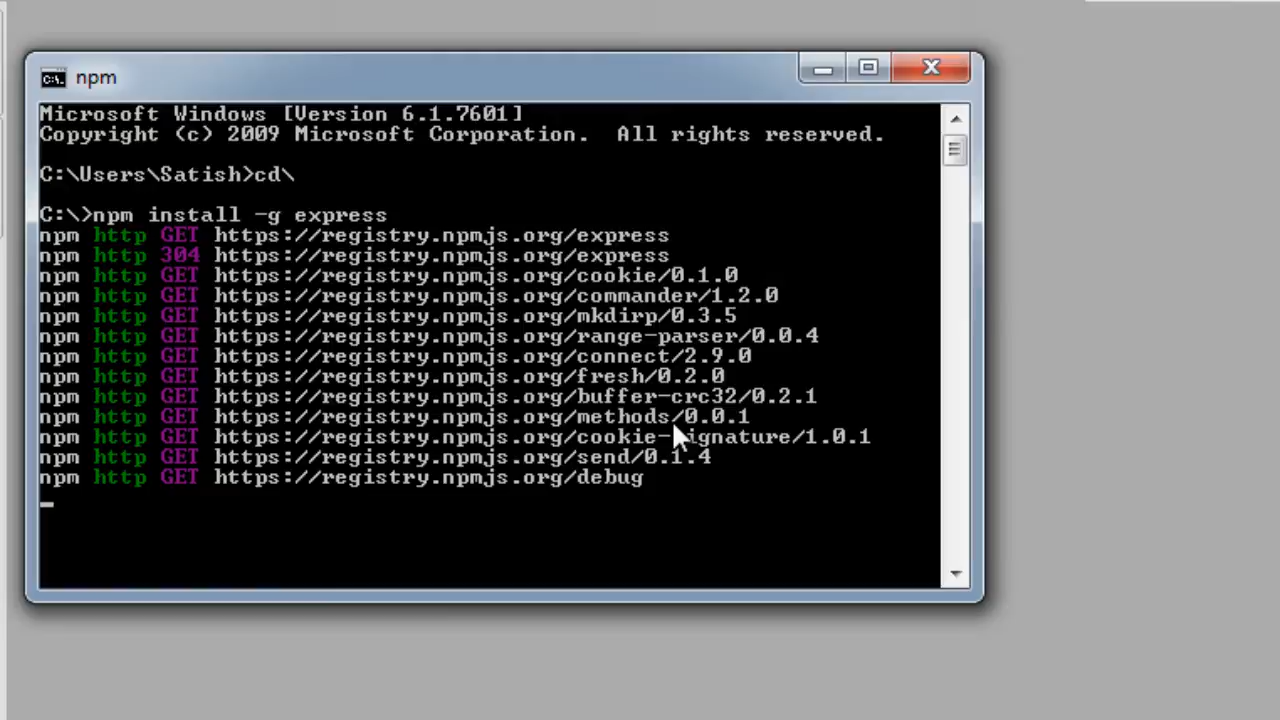 npm
Microsoft Windows [Version 6.1.7601]
Copyright (c) 2009 Microsoft Corporation.  All rights reserved.
C:\Users\Satish>cd\
C:\>npm install -g express
npm http GET https://registry.npmjs.org/express
npm http 304 https://registry.npmjs.org/express
npm http GET https://registry.npmjs.org/cookie/0.1.0
npm http GET https://registry.npmjs.org/commander/1.2.0
npm http GET https://registry.npmjs.org/mkdirp/0.3.5
npm http GET https://registry.npmjs.org/range-parser/0.0.4
npm http GET https://registry.npmjs.org/connect/2.9.0
npm http GET https://registry.npmjs.org/fresh/0.2.0
npm http GET https://registry.npmjs.org/buffer-crc32/0.2.1
npm http GET https://registry.npmjs.org/methods/0.0.1
npm http GET https://registry.npmjs.org/cookie-signature/1.0.1
npm http GET https://registry.npmjs.org/send/0.1.4
npm http GET https://registry.npmjs.org/debug